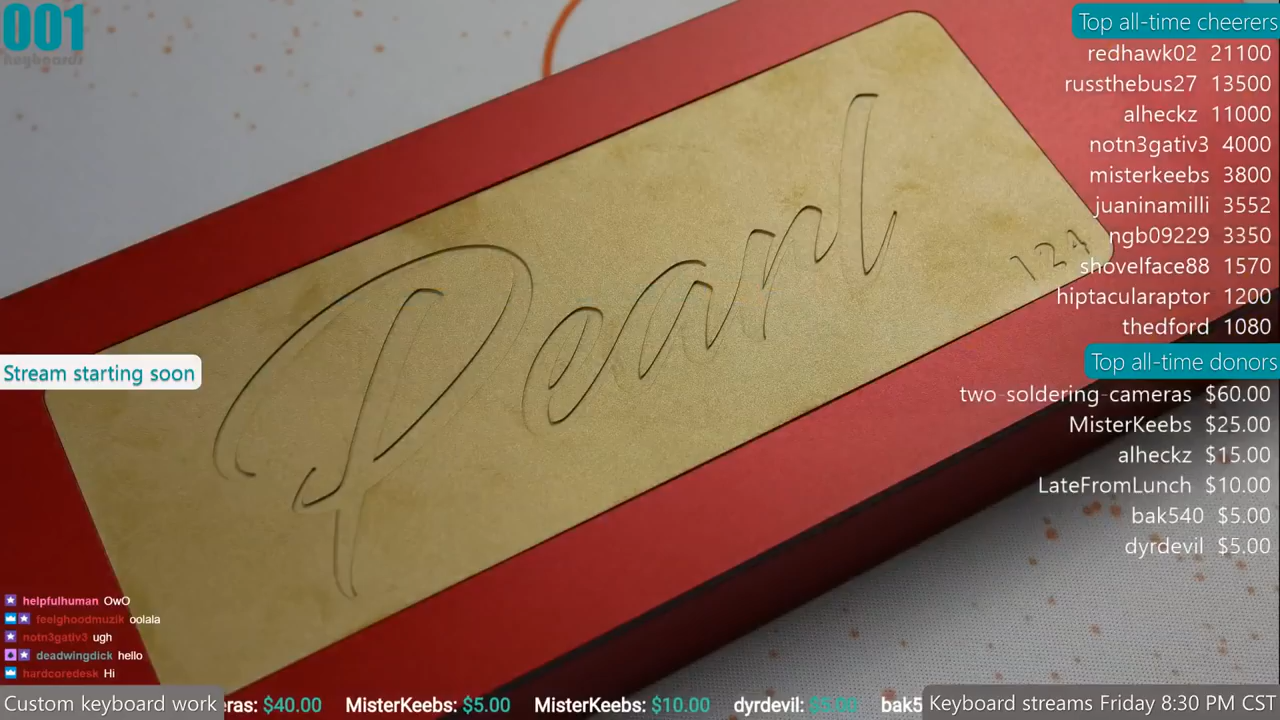 001
keyboards
Top all-time cheerers
redhawk02 21100
russthebus27 13500
alheckz 11000
notn3gativ3 4000
misterkeebs 3800
juaninamilli 3552
ngb09229 3350
shovelface88 1570
hiptacularaptor 1200
thedford 1080
Pearl
124
Stream starting soon
Top all-time donors
two-soldering-cameras $60.00
MisterKeebs $25.00
alheckz $15.00
LateFromLunch $10.00
bak540 $5.00
dyrdevil $5.00
helpfulhuman OwO
feelghoodmuzik oolala
notn3gativ3 ugh
deadwingdick hello
hardcoredesk Hi
Custom keyboard work
eras: $40.00 MisterKeebs: $5.00 MisterKeebs: $10.00 dyrdevil: $5.00 bak5
Keyboard streams Friday 8:30 PM CST